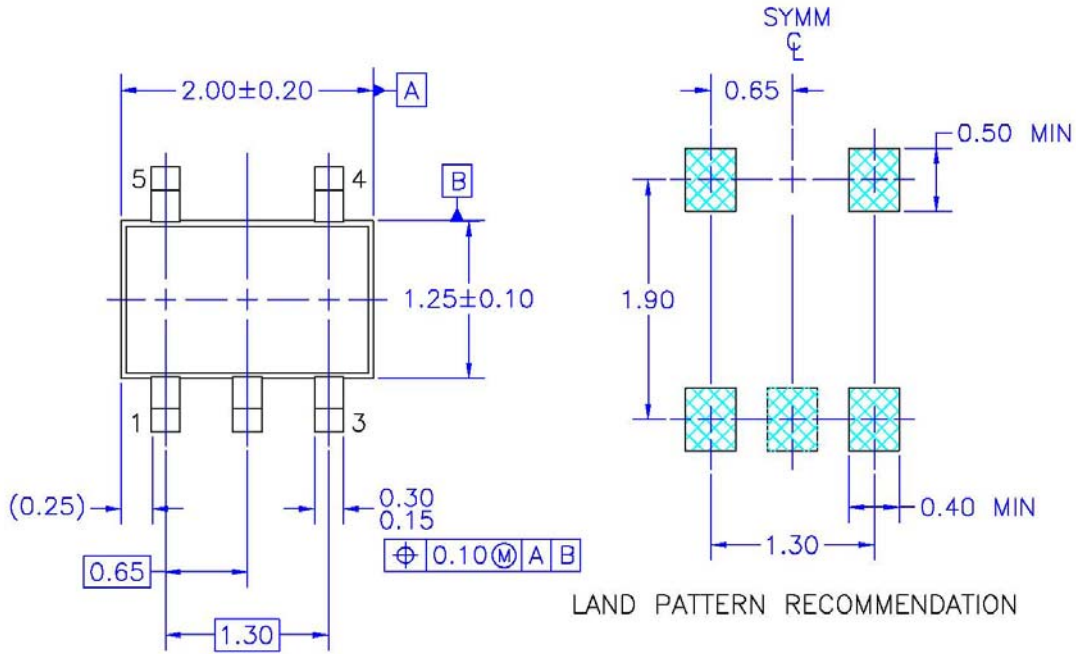 SYMM
℄
2.00±0.20
A
0.65
0.50 MIN
5
4
B
1.25±0.10
1.90
1
3
(0.25)
0.30
0.15
0.40 MIN
⌖ 0.10Ⓜ A B
0.65
1.30
1.30
LAND PATTERN RECOMMENDATION